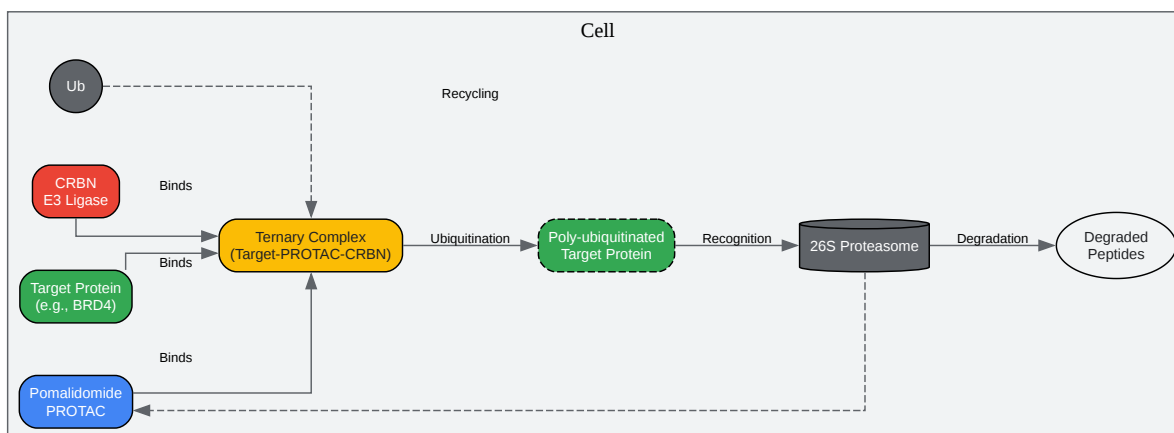 Cell
Ub
Recycling
CRBN
E3 Ligase
Binds
Ternary Complex
(Target-PROTAC-CRBN)
Ubiquitination
Poly-ubiquitinated
Target Protein
Recognition
26S Proteasome
Degradation
Degraded
Peptides
Binds
Target Protein
(e.g., BRD4)
Binds
Pomalidomide
PROTAC